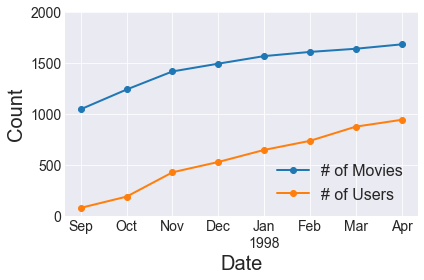 2000
1500
1000
500
0
Count
# of Movies
# of Users
Sep Oct Nov Dec Jan Feb Mar Apr
1998
Date